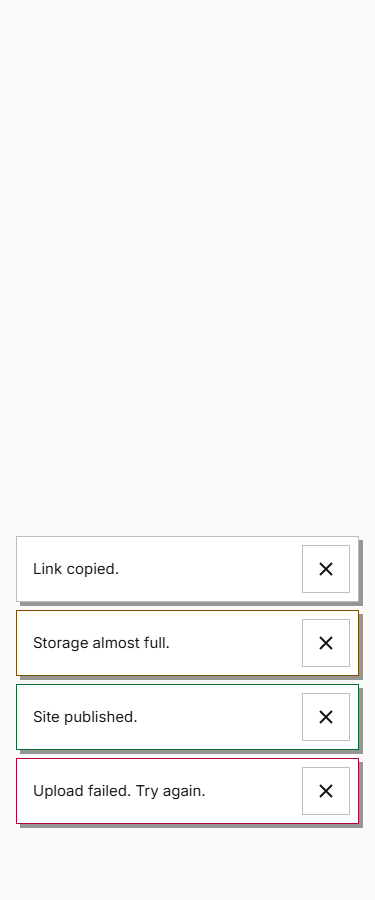 Link copied.
Storage almost full.
Site published.
Upload failed. Try again.